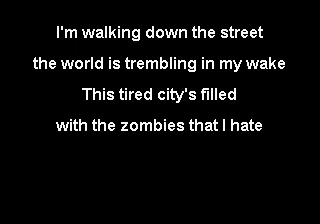 I'm walking down the street
the world is trembling in my wake
This tired city's filled
with the zombies that I hate